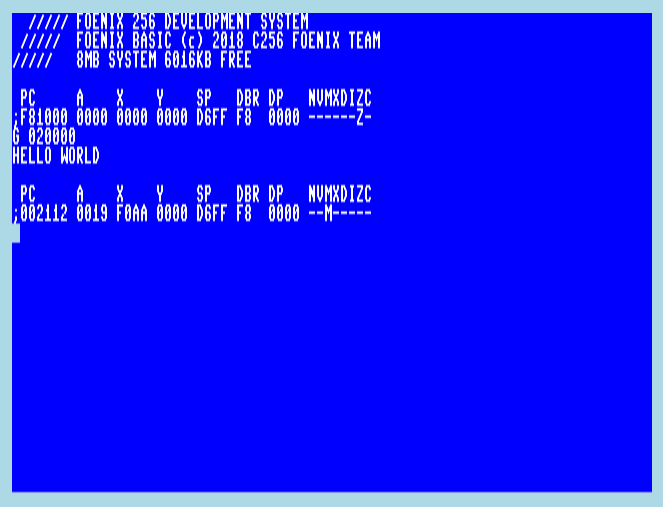 ///// FOENIX 256 DEVELOPMENT SYSTEM
///// FOENIX BASIC (c) 2018 C256 FOENIX TEAM
///// 8MB SYSTEM 6016KB FREE
PC A X Y SP DBR DP NVMXDIZC
;F81000 0000 0000 0000 D6FF F8 0000 ------Z-
G 020000
HELLO WORLD
PC A X Y SP DBR DP NVMXDIZC
;002112 0019 F0AA 0000 D6FF F8 0000 --M-----